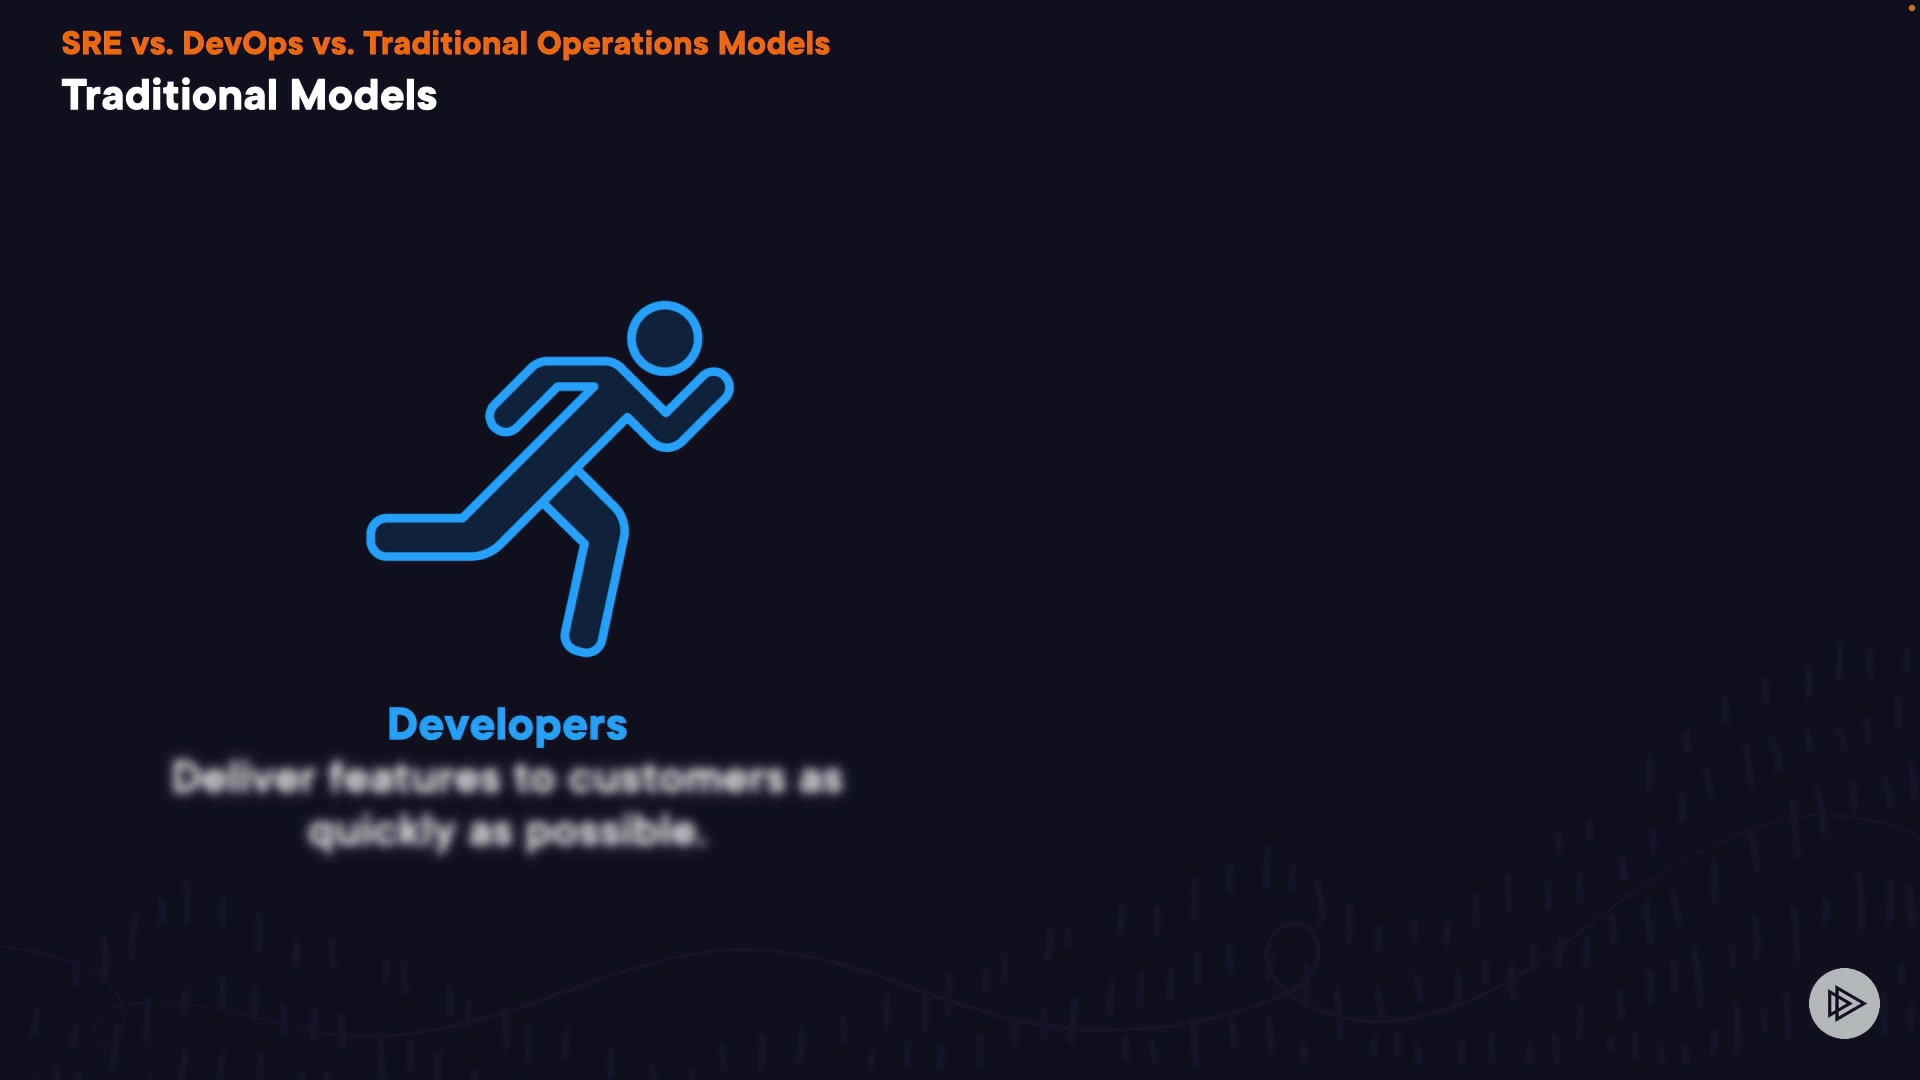 SRE vs. DevOps vs. Traditional Operations Models
Traditional Models
Developers
Deliver features to customers as
quickly as possible.